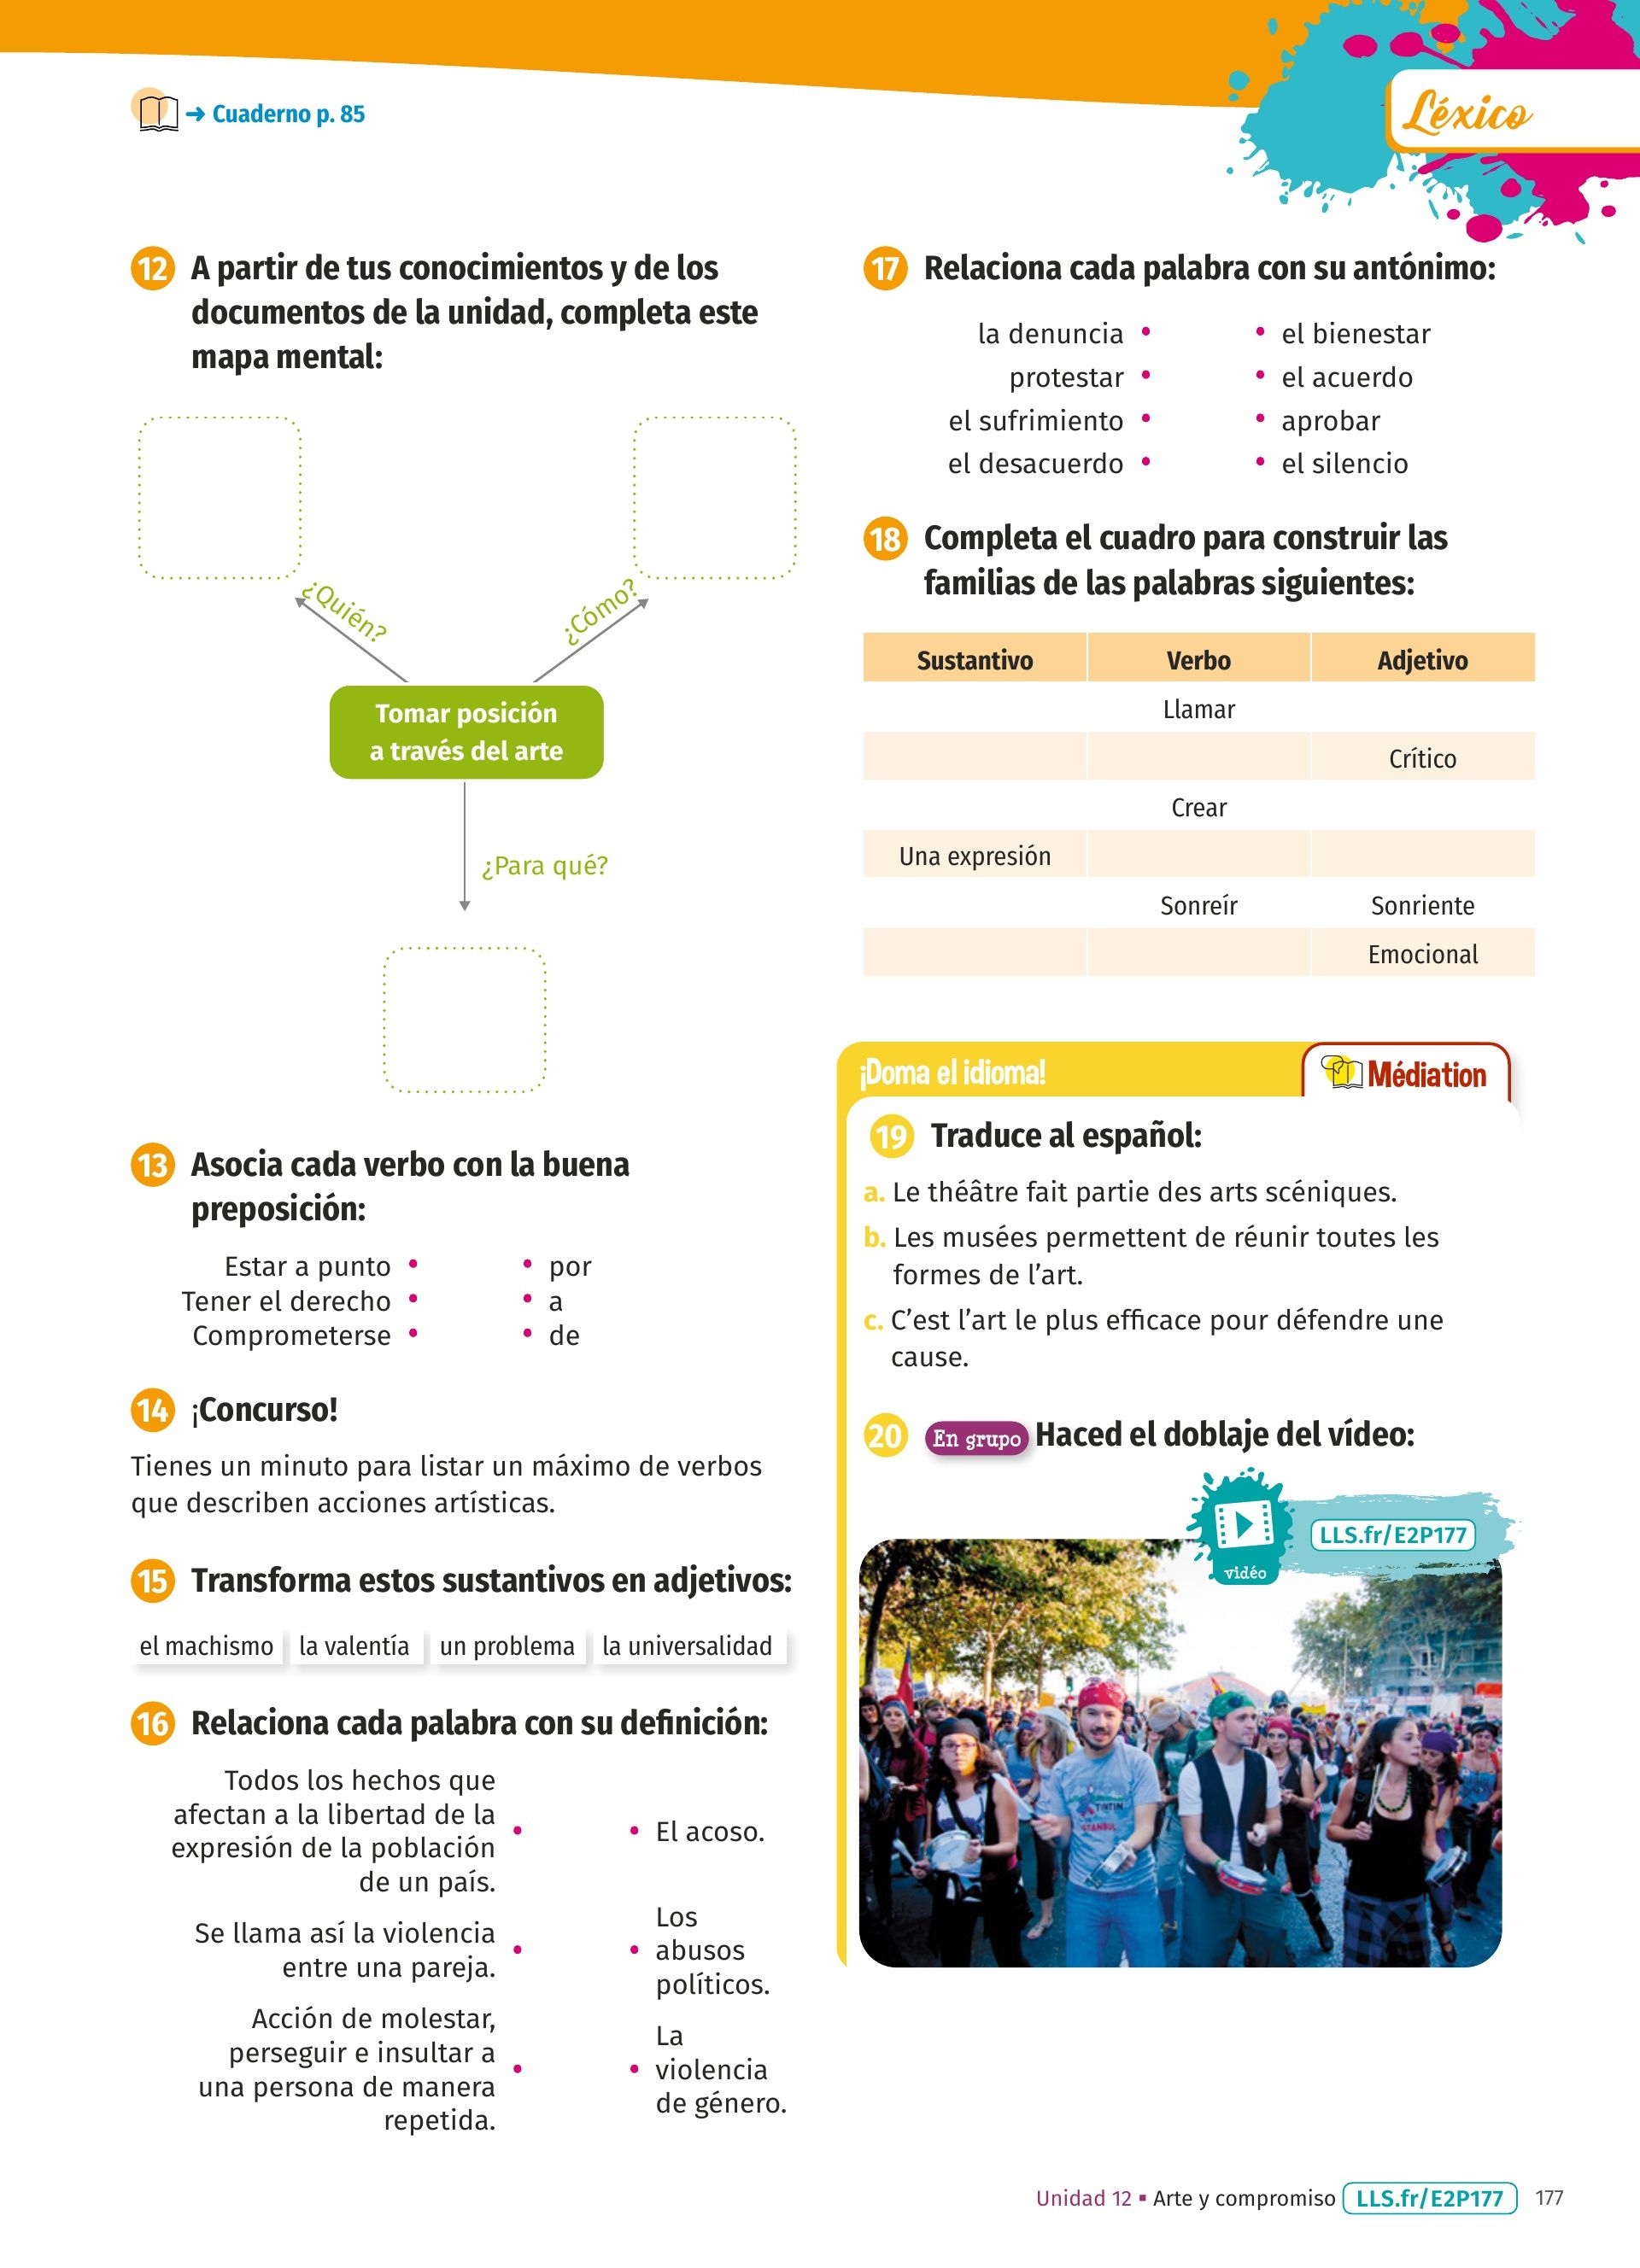 → Cuaderno p. 85
Léxico
12 A partir de tus conocimientos y de los
documentos de la unidad, completa este
mapa mental:
¿Quién?
¿Cómo?
Tomar posición
a través del arte
¿Para qué?
13 Asocia cada verbo con la buena
preposición:
Estar a punto • • por
Tener el derecho • • a
Comprometerse • • de
14 ¡Concurso!
Tienes un minuto para listar un máximo de verbos
que describen acciones artísticas.
15 Transforma estos sustantivos en adjetivos:
el machismo la valentía un problema la universalidad
16 Relaciona cada palabra con su definición:
Todos los hechos que
afectan a la libertad de la
expresión de la población
de un país.
• • El acoso.
Se llama así la violencia
entre una pareja.
• • Los
abusos
políticos.
Acción de molestar,
perseguir e insultar a
una persona de manera
repetida.
• • La
violencia
de género.
17 Relaciona cada palabra con su antónimo:
la denuncia • • el bienestar
protestar • • el acuerdo
el sufrimiento • • aprobar
el desacuerdo • • el silencio
18 Completa el cuadro para construir las
familias de las palabras siguientes:
Sustantivo Verbo Adjetivo
Llamar
Crítico
Crear
Una expresión
Sonreír Sonriente
Emocional
¡Doma el idioma!
Médiation
19 Traduce al español:
a. Le théâtre fait partie des arts scéniques.
b. Les musées permettent de réunir toutes les
formes de l’art.
c. C’est l’art le plus efficace pour défendre une
cause.
20 En grupo Haced el doblaje del vídeo:
vidéo
LLS.fr/E2P177
TINTIN
Unidad 12 ▪ Arte y compromiso LLS.fr/E2P177 177